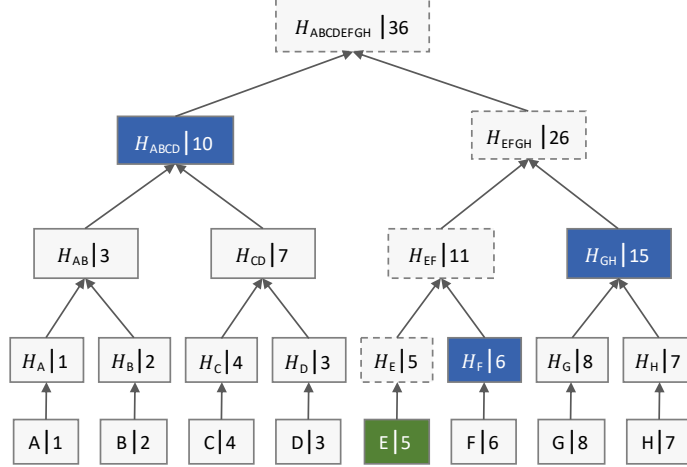 H_ABCDEFGH | 36
H_ABCD | 10
H_EFGH | 26
H_AB | 3
H_CD | 7
H_EF | 11
H_GH | 15
H_A | 1
H_B | 2
H_C | 4
H_D | 3
H_E | 5
H_F | 6
H_G | 8
H_H | 7
A | 1
B | 2
C | 4
D | 3
E | 5
F | 6
G | 8
H | 7